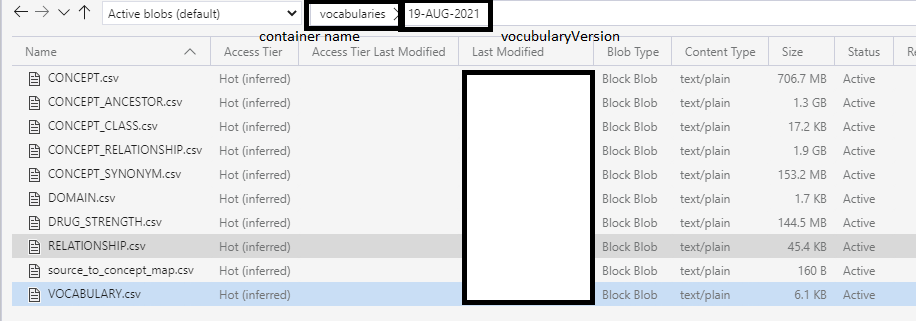 Active blobs (default) vocabularies 19-AUG-2021
container name vocubularyVersion
Name Access Tier Access Tier Last Modified Last Modified Blob Type Content Type Size Status Re
CONCEPT.csv Hot (inferred) Block Blob text/plain 706.7 MB Active
CONCEPT_ANCESTOR.csv Hot (inferred) Block Blob text/plain 1.3 GB Active
CONCEPT_CLASS.csv Hot (inferred) Block Blob text/plain 17.2 KB Active
CONCEPT_RELATIONSHIP.csv Hot (inferred) Block Blob text/plain 1.9 GB Active
CONCEPT_SYNONYM.csv Hot (inferred) Block Blob text/plain 153.2 MB Active
DOMAIN.csv Hot (inferred) Block Blob text/plain 1.7 KB Active
DRUG_STRENGTH.csv Hot (inferred) Block Blob text/plain 144.5 MB Active
RELATIONSHIP.csv Hot (inferred) Block Blob text/plain 45.4 KB Active
source_to_concept_map.csv Hot (inferred) Block Blob text/plain 160 B Active
VOCABULARY.csv Hot (inferred) Block Blob text/plain 6.1 KB Active